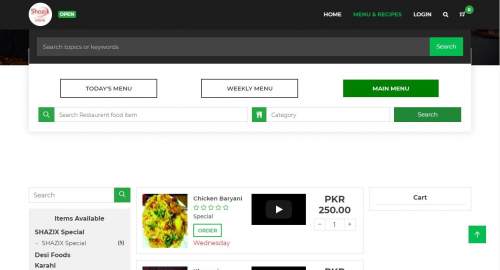 Shazix
OPEN
HOME
MENU & RECIPES
LOGIN
0
Search topics or keywords
Search
TODAY'S MENU
WEEKLY MENU
MAIN MENU
Search Restaurent food item
Category
Search
Search
Items Available
SHAZIX Special
SHAZIX Special
(5)
Desi Foods
Karahi
Chicken Baryani
Special
ORDER
Wednesday
PKR
250.00
− 1 +
Cart